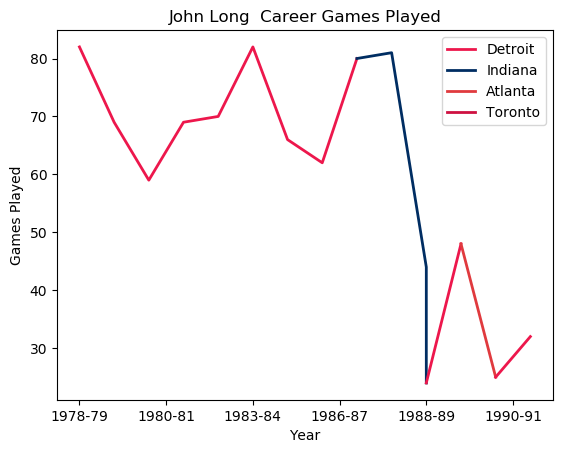 John Long  Career Games Played
Detroit
Indiana
Atlanta
Toronto
Games Played
80
70
60
50
40
30
1978-79 1980-81 1983-84 1986-87 1988-89 1990-91
Year